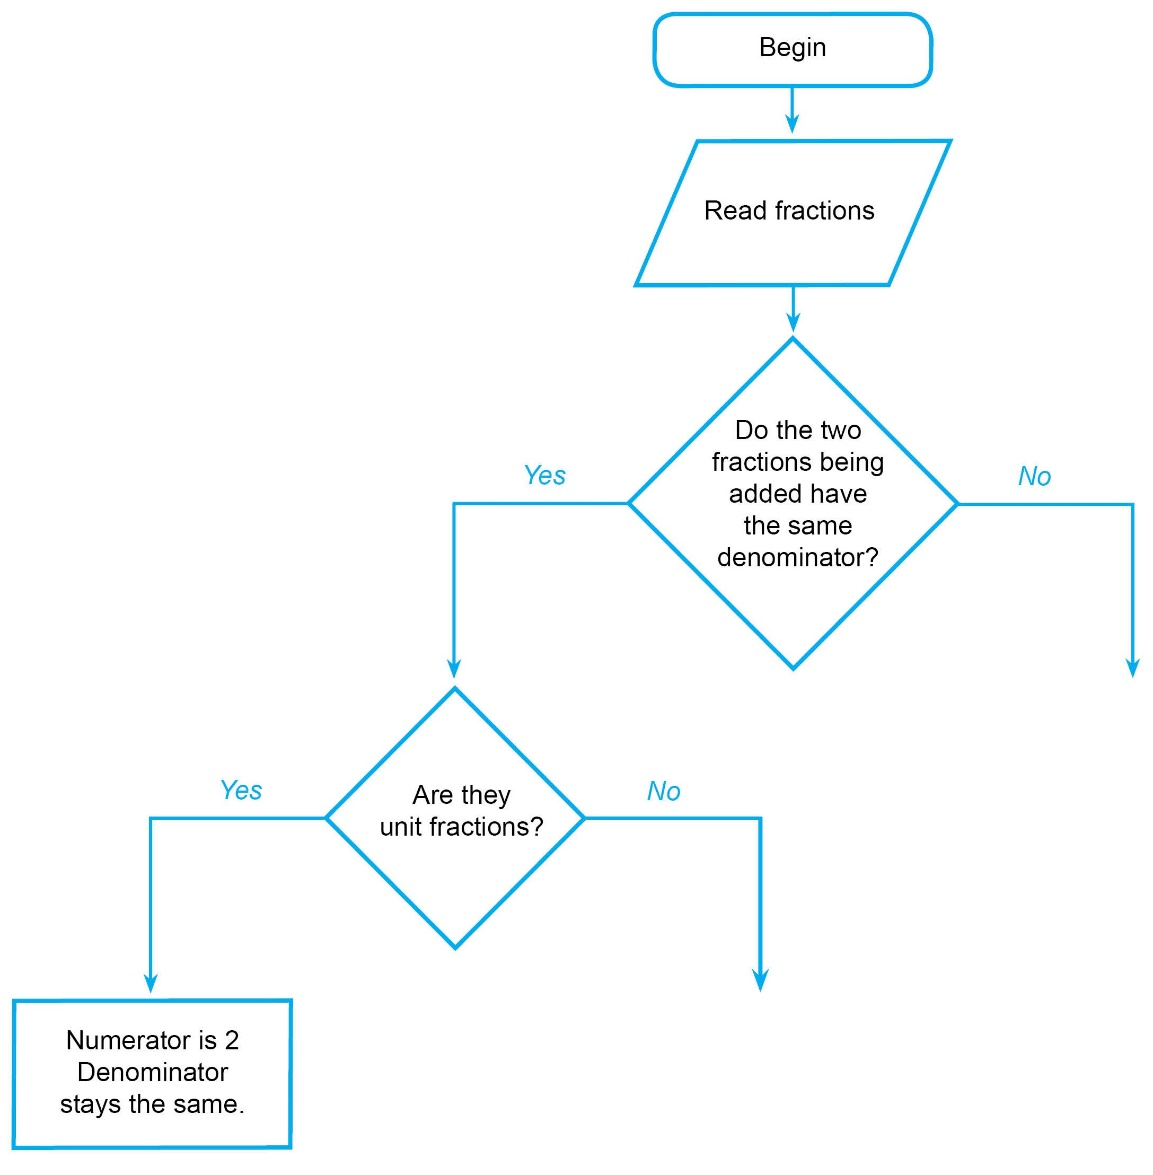 Begin
Read fractions
Do the two
fractions being
added have
the same
denominator?
Yes
No
Are they
unit fractions?
Yes
No
Numerator is 2
Denominator
stays the same.